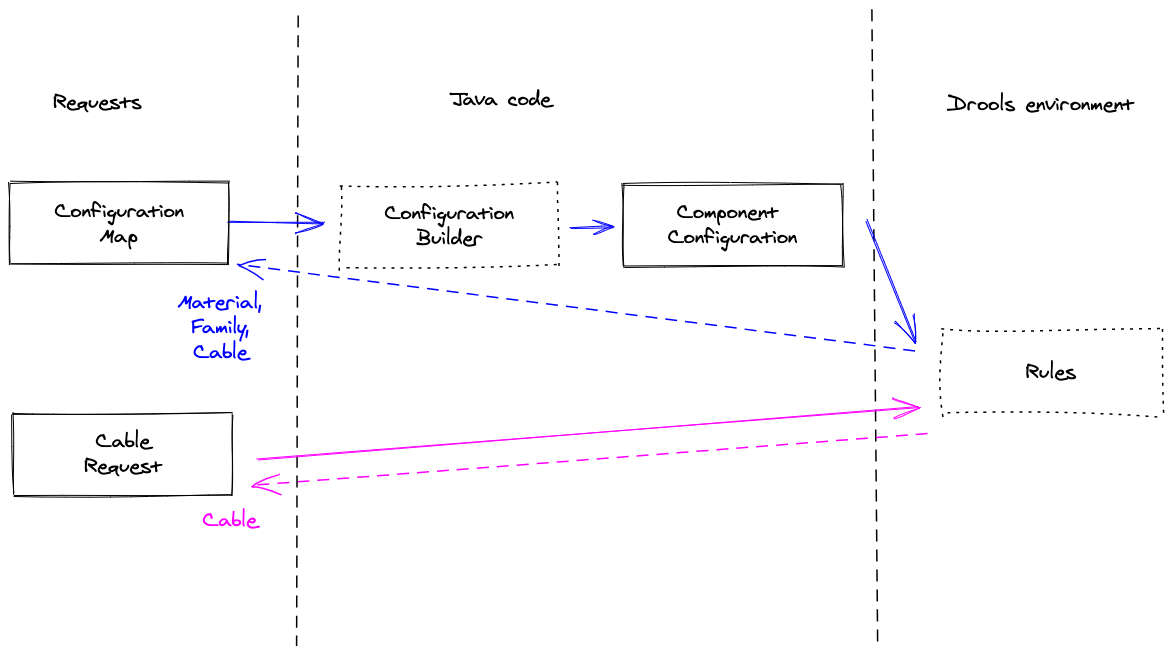 Requests
Java code
Drools environment
Configuration
Map
Configuration
Builder
Component
Configuration
Material,
Family,
Cable
Rules
Cable
Request
Cable